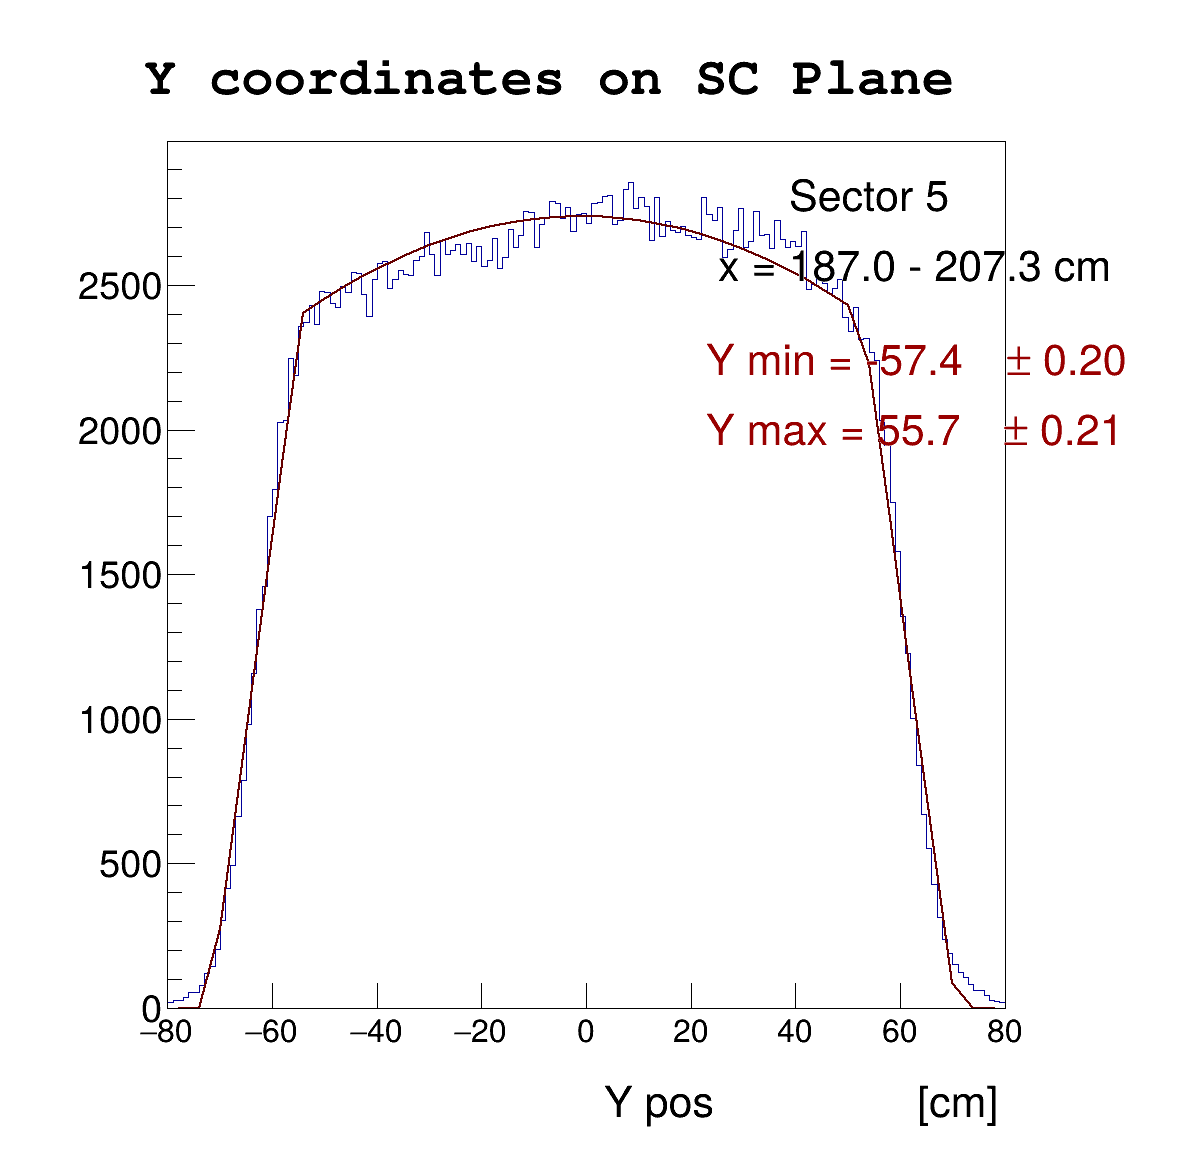 Y coordinates on SC Plane
Sector 5
x = 187.0 - 207.3 cm
Y min = -57.4 ± 0.20
Y max = 55.7 ± 0.21
2500
2000
1500
1000
500
0
−80 −60 −40 −20 0 20 40 60 80
Y pos [cm]